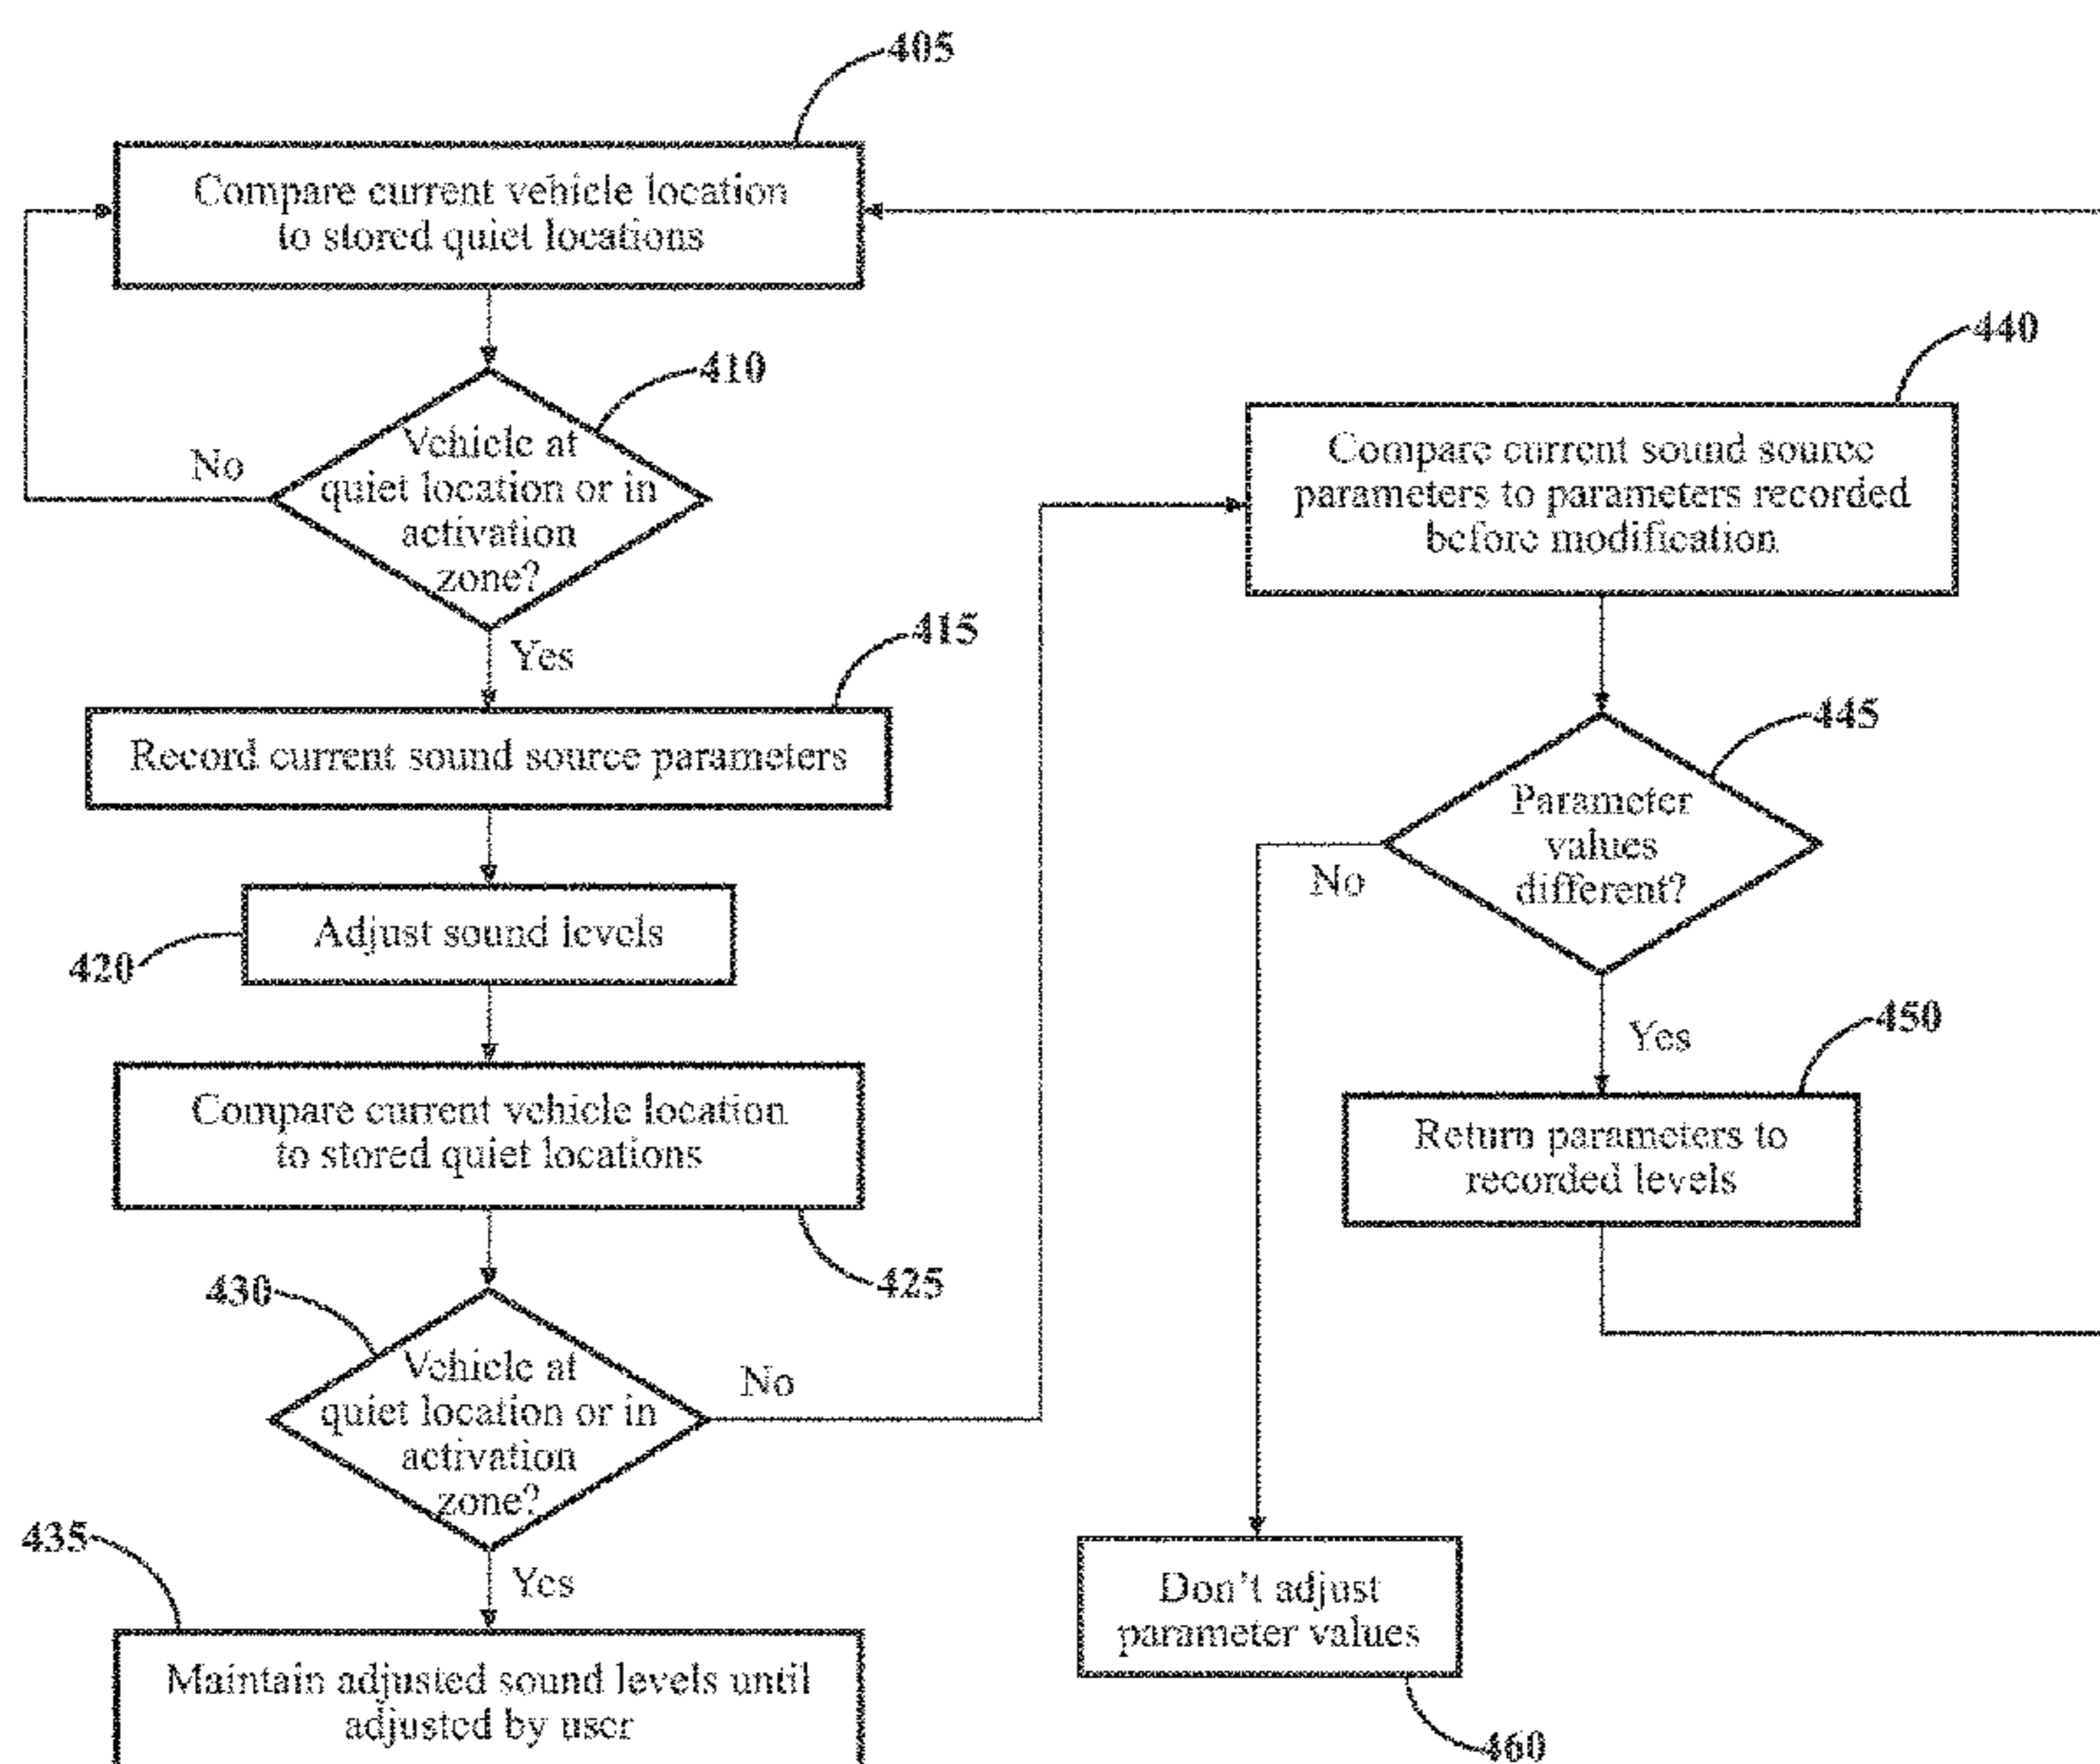 405
Compare current vehicle location
to stored quiet locations
410
Vehicle at
quiet location or in
activation
zone?
No
Yes
415
Record current sound source parameters
Adjust sound levels
420
Compare current vehicle location
to stored quiet locations
425
430
Vehicle at
quiet location or in
activation
zone?
No
Yes
435
Maintain adjusted sound levels until
adjusted by user
440
Compare current sound source
parameters to parameters recorded
before modification
445
Parameter
values
different?
No
Yes
450
Return parameters to
recorded levels
Don't adjust
parameter values
460